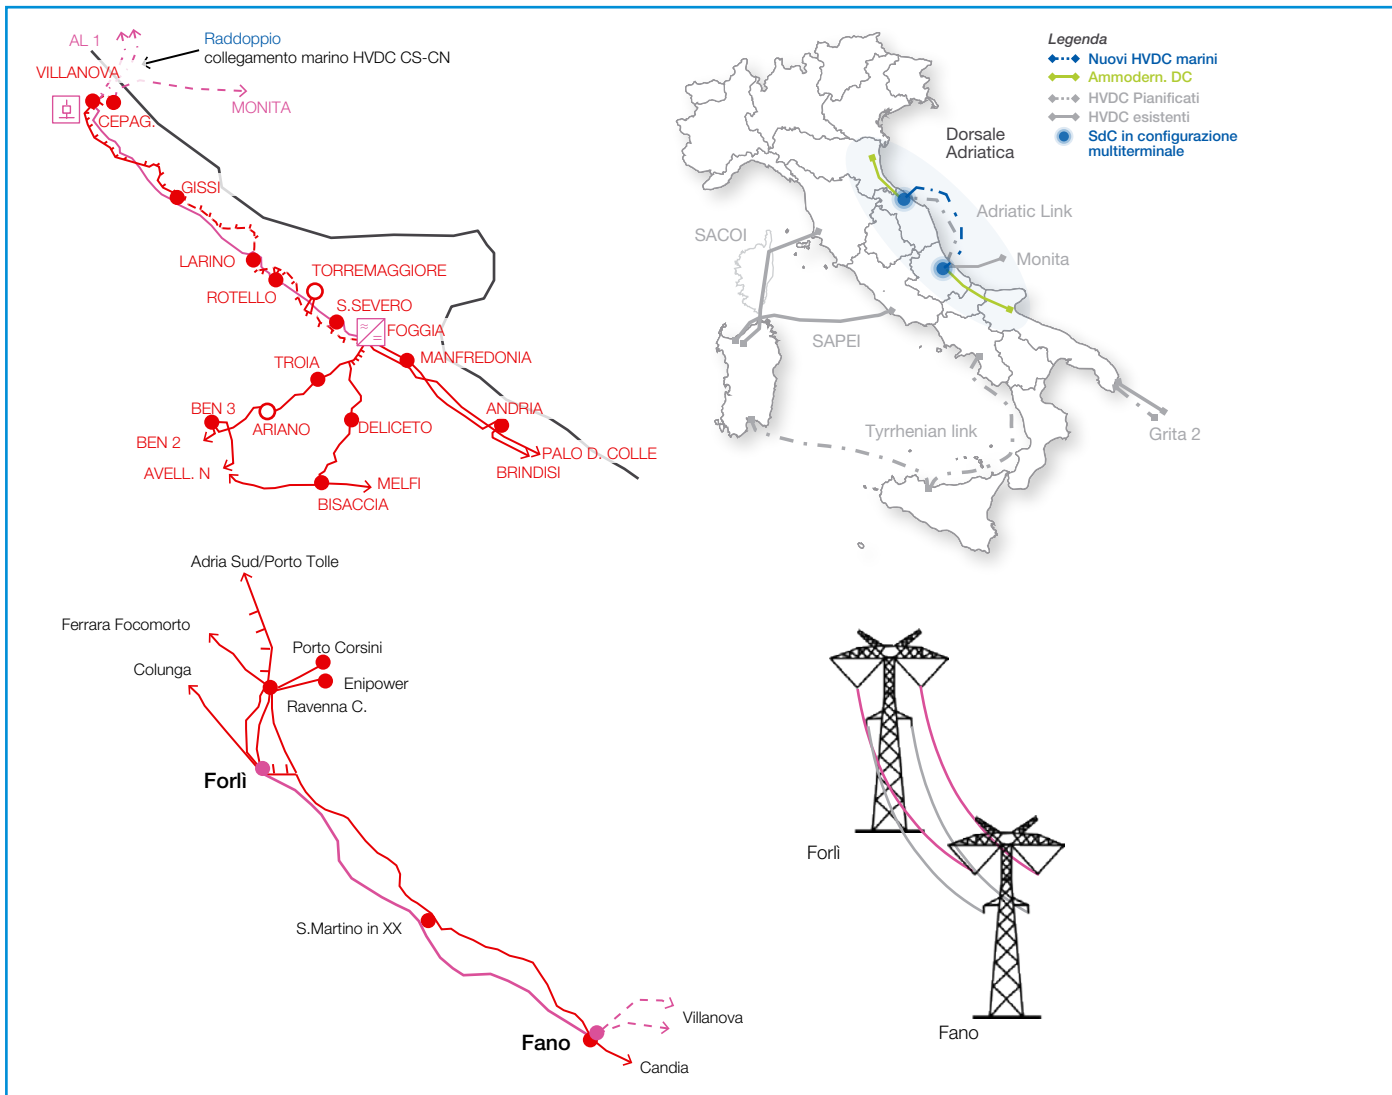 AL 1
Raddoppio
collegamento marino HVDC CS-CN
VILLANOVA
MONITA
CEPAG.
GISSI
LARINO
TORREMAGGIORE
ROTELLO
S.SEVERO
FOGGIA
MANFREDONIA
TROIA
BEN 3
ANDRIA
ARIANO
DELICETO
BEN 2
PALO D. COLLE
AVELL. N
BRINDISI
MELFI
BISACCIA
Legenda
Nuovi HVDC marini
Ammodern. DC
HVDC Pianificati
HVDC esistenti
SdC in configurazione
multiterminale
Dorsale
Adriatica
Adriatic Link
SACOI
Monita
SAPEI
Tyrrhenian link
Grita 2
Adria Sud/Porto Tolle
Ferrara Focomorto
Porto Corsini
Colunga
Enipower
Ravenna C.
Forlì
S.Martino in XX
Villanova
Fano
Candia
Forlì
Fano